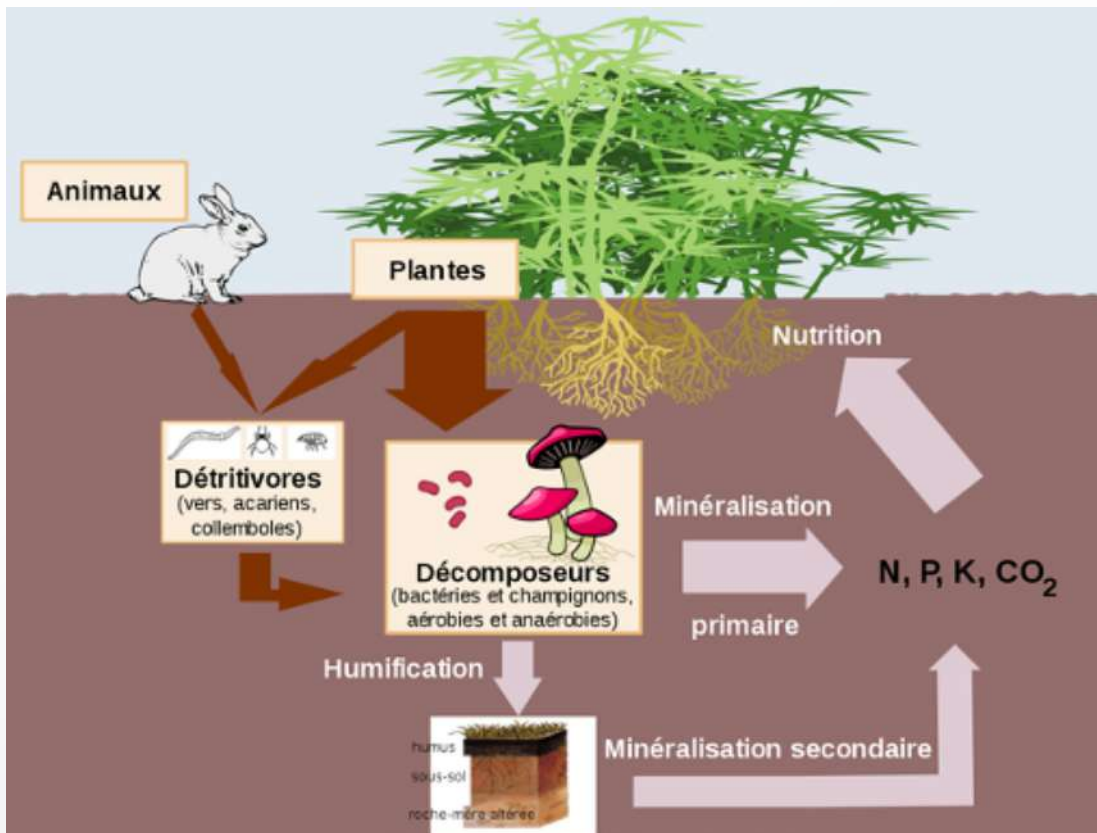 Animaux
Plantes
Nutrition
Détritivores
(vers, acariens,
collemboles)
Décomposeurs
(bactéries et champignons,
aérobies et anaérobies)
Minéralisation
primaire
N, P, K, CO₂
Humification
humus
sous-sol
roche-mère altérée
Minéralisation secondaire